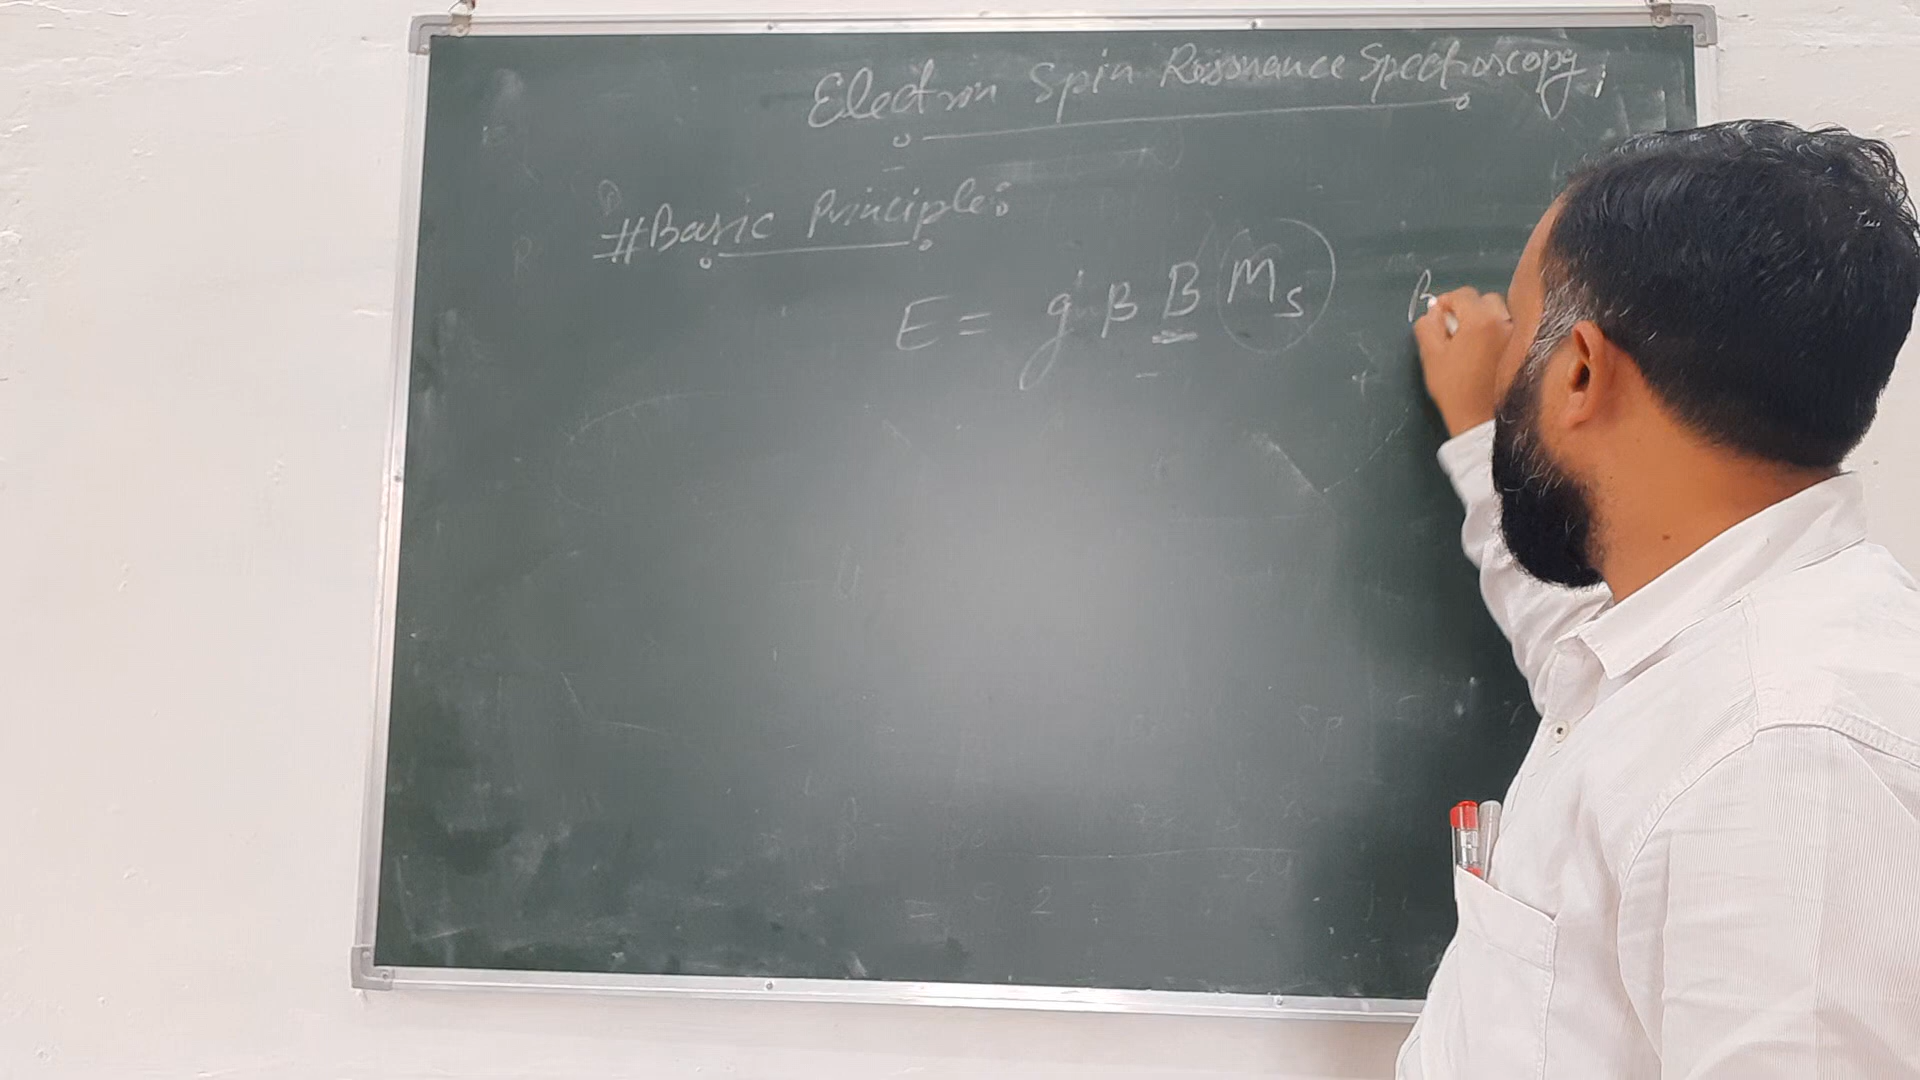 Electron Spin Resonance Spectroscopy;
#Basic Principle:
E = g β B Ms β